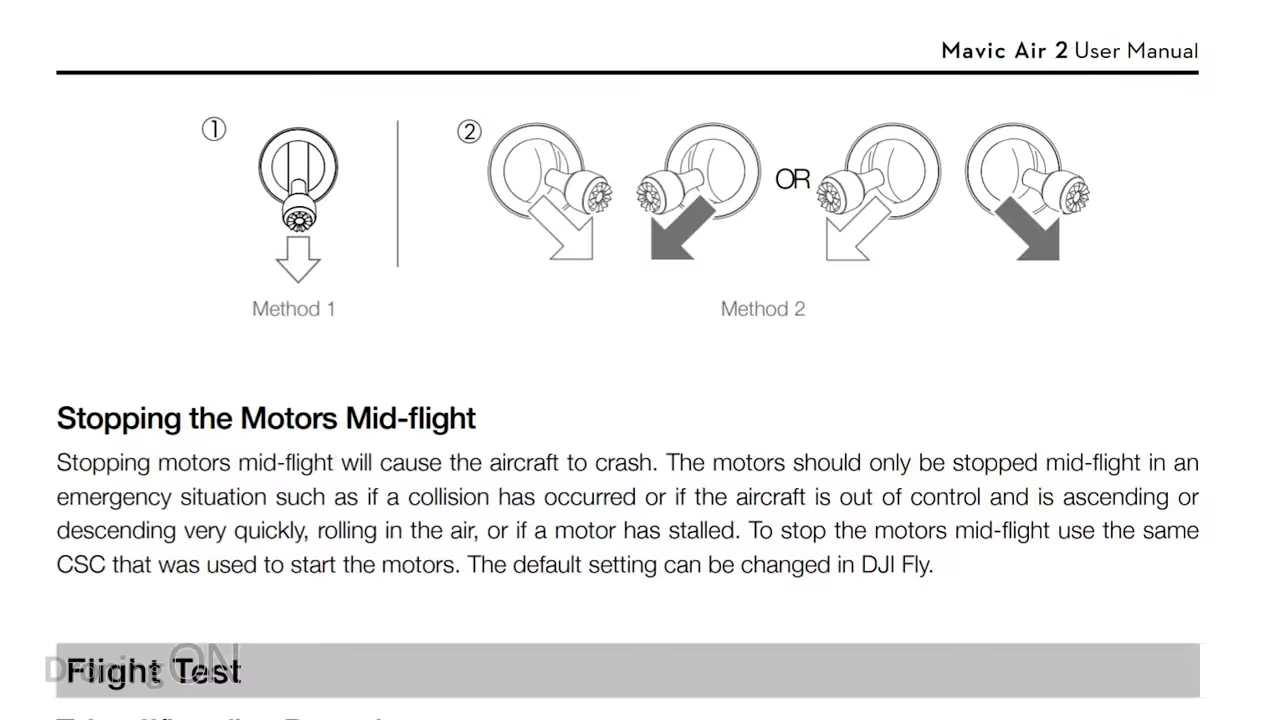 Mavic Air 2 User Manual
① ②
OR
Method 1 Method 2
Stopping the Motors Mid-flight
Stopping motors mid-flight will cause the aircraft to crash. The motors should only be stopped mid-flight in an
emergency situation such as if a collision has occurred or if the aircraft is out of control and is ascending or
descending very quickly, rolling in the air, or if a motor has stalled. To stop the motors mid-flight use the same
CSC that was used to start the motors. The default setting can be changed in DJI Fly.
Flight Test
DroningON